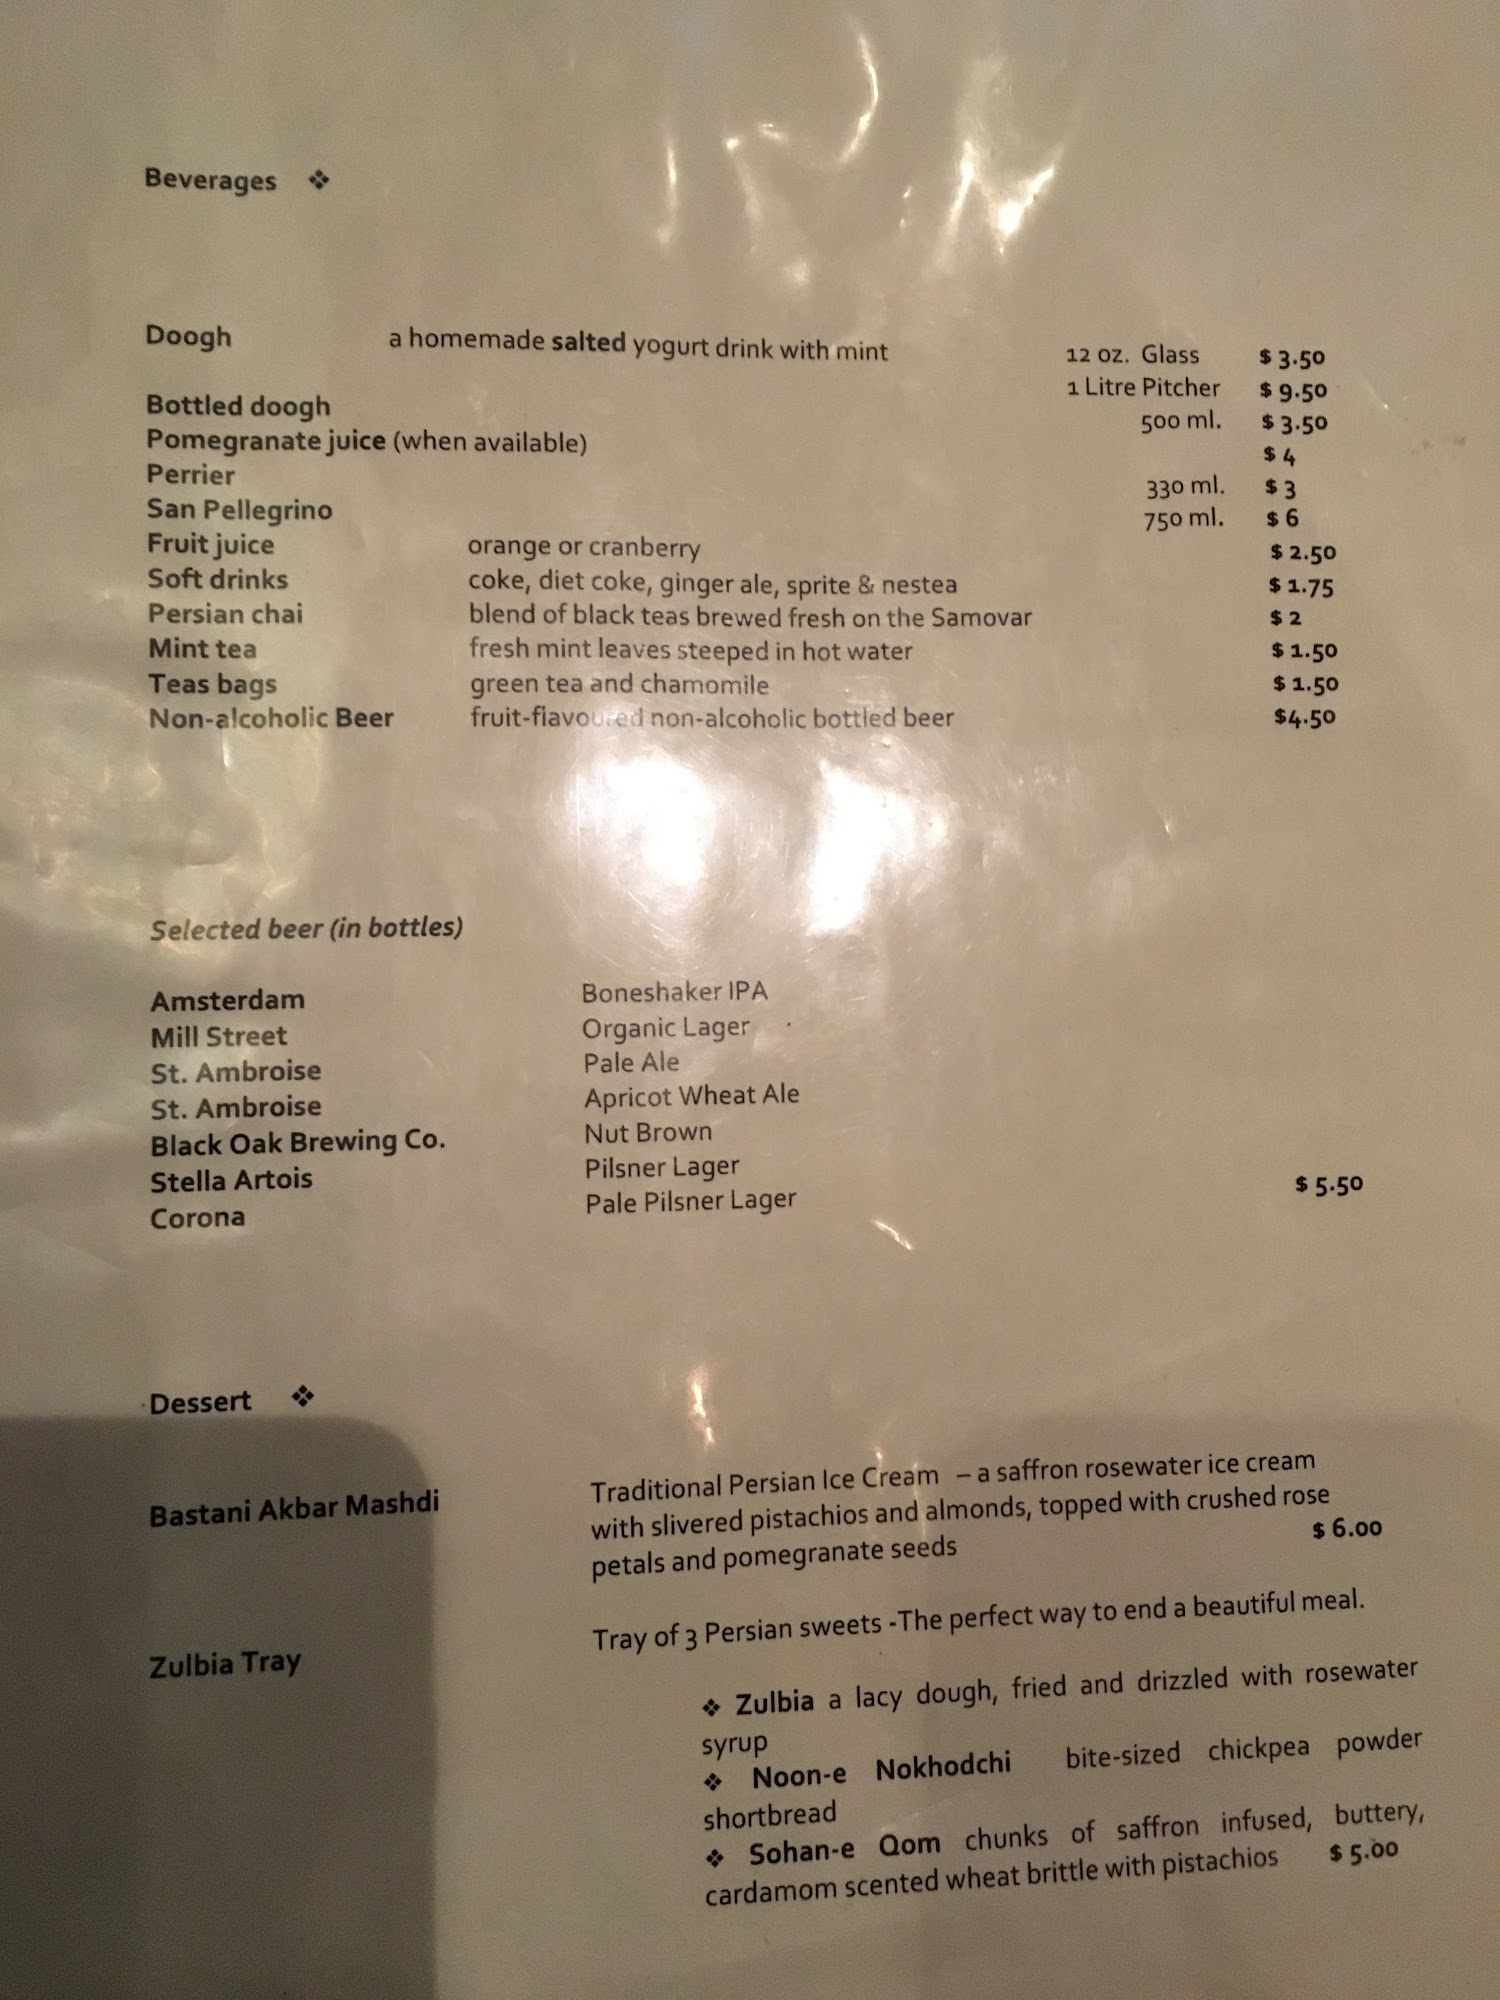 Beverages ❖
Doogh a homemade salted yogurt drink with mint 12 oz. Glass $ 3.50
1 Litre Pitcher $ 9.50
Bottled doogh 500 ml. $ 3.50
Pomegranate juice (when available) $ 4
Perrier 330 ml. $ 3
San Pellegrino 750 ml. $ 6
Fruit juice orange or cranberry $ 2.50
Soft drinks coke, diet coke, ginger ale, sprite & nestea $ 1.75
Persian chai blend of black teas brewed fresh on the Samovar $ 2
Mint tea fresh mint leaves steeped in hot water $ 1.50
Teas bags green tea and chamomile $ 1.50
Non-alcoholic Beer fruit-flavoured non-alcoholic bottled beer $4.50
Selected beer (in bottles)
Amsterdam Boneshaker IPA
Mill Street Organic Lager
St. Ambroise Pale Ale
St. Ambroise Apricot Wheat Ale
Black Oak Brewing Co. Nut Brown
Stella Artois Pilsner Lager
Corona Pale Pilsner Lager $ 5.50
Dessert ❖
Bastani Akbar Mashdi Traditional Persian Ice Cream – a saffron rosewater ice cream
with slivered pistachios and almonds, topped with crushed rose
petals and pomegranate seeds $ 6.00
Zulbia Tray Tray of 3 Persian sweets -The perfect way to end a beautiful meal.
❖ Zulbia a lacy dough, fried and drizzled with rosewater
syrup
❖ Noon-e Nokhodchi bite-sized chickpea powder
shortbread
❖ Sohan-e Qom chunks of saffron infused, buttery,
cardamom scented wheat brittle with pistachios $ 5.00